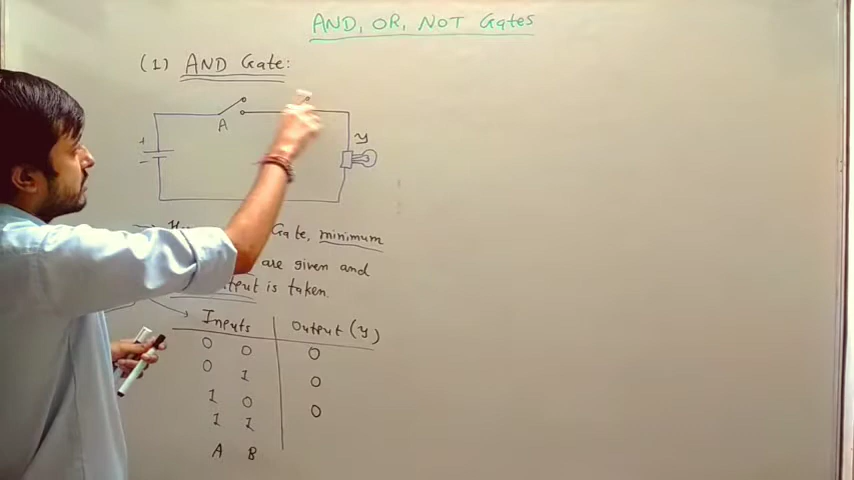 AND, OR, NOT Gates
(1) AND Gate:
A
+
-
y
Gate, minimum
are given and
is taken.
Inputs Output (y)
0 0 0
0 1 0
1 0 0
1 1
A B